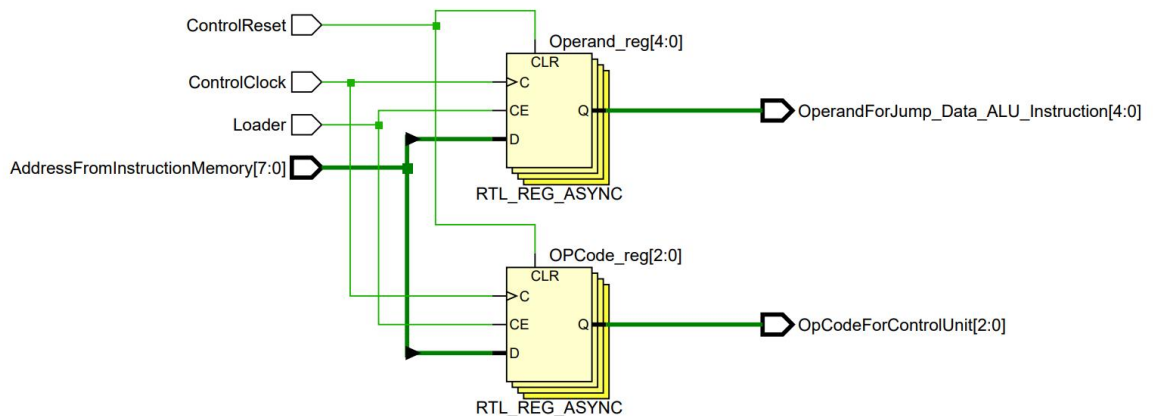 ControlReset
Operand_reg[4:0]
CLR
ControlClock
C
Loader
CE
Q
OperandForJump_Data_ALU_Instruction[4:0]
D
AddressFromInstructionMemory[7:0]
RTL_REG_ASYNC
OPCode_reg[2:0]
CLR
C
CE
Q
OpCodeForControlUnit[2:0]
D
RTL_REG_ASYNC